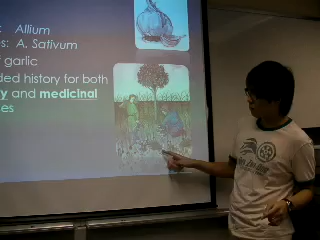 : Allium
s: A. Sativum
f garlic
ded history for both
y and medicinal
es